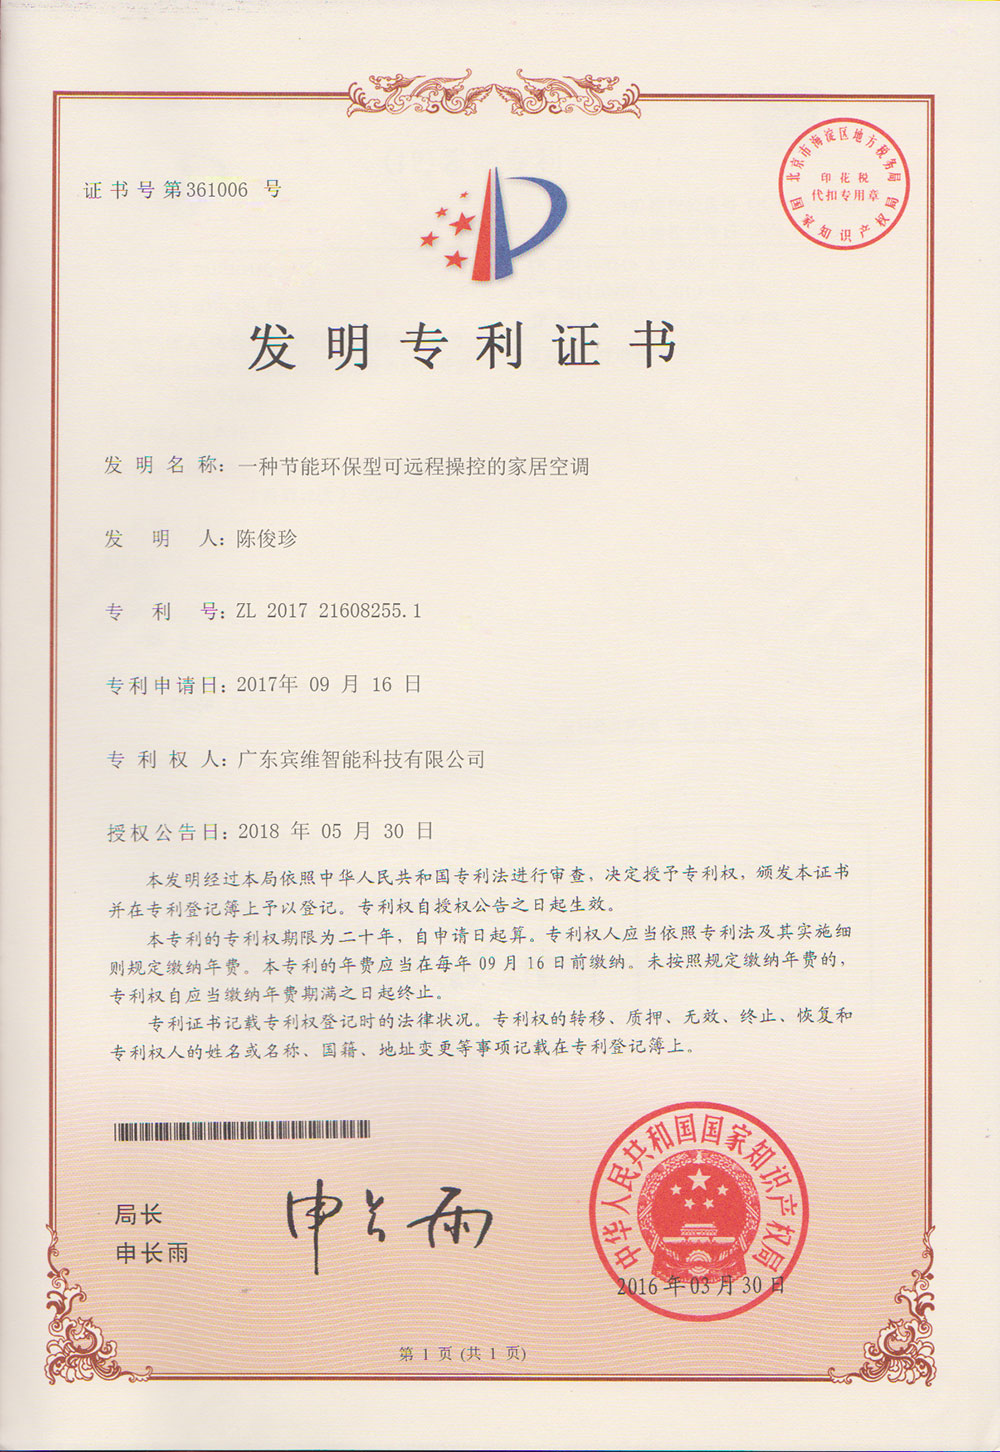 证书号第361006 号
北京市海淀区地方税务局
印花税
代扣专用章
国家知识产权局
发明专利证书
发明名称：一种节能环保型可远程操控的家居空调
发明人：陈俊珍
专利号：ZL 2017 21608255.1
专利申请日：2017年 09 月 16 日
专利权人：广东宾维智能科技有限公司
授权公告日：2018 年 05 月 30 日
本发明经过本局依照中华人民共和国专利法进行审查，决定授予专利权，颁发本证书
并在专利登记簿上予以登记。专利权自授权公告之日起生效。
本专利的专利权期限为二十年，自申请日起算。专利权人应当依照专利法及其实施细
则规定缴纳年费。本专利的年费应当在每年 09 月 16 日前缴纳。未按照规定缴纳年费的，
专利权自应当缴纳年费期满之日起终止。
专利证书记载专利权登记时的法律状况。专利权的转移、质押、无效、终止、恢复和
专利权人的姓名或名称、国籍、地址变更等事项记载在专利登记簿上。
局长
申长雨
申长雨
中华人民共和国国家知识产权局
2016 年 03 月 30 日
第 1 页 (共 1 页)